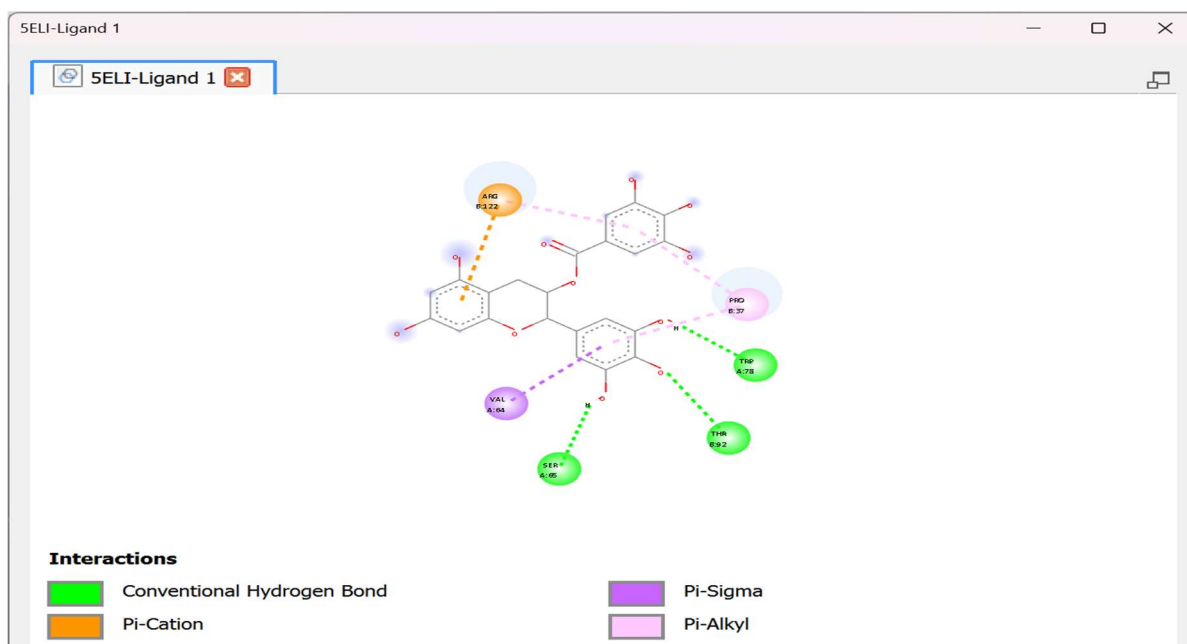 5ELI-Ligand 1
5ELI-Ligand 1
ARG
B:122
O
O
O
O
O
O
O
O
O
PRO
B:37
O
O
H
TRP
A:78
VAL
A:64
H
O
THR
B:92
SER
A:65
Interactions
Conventional Hydrogen Bond
Pi-Cation
Pi-Sigma
Pi-Alkyl